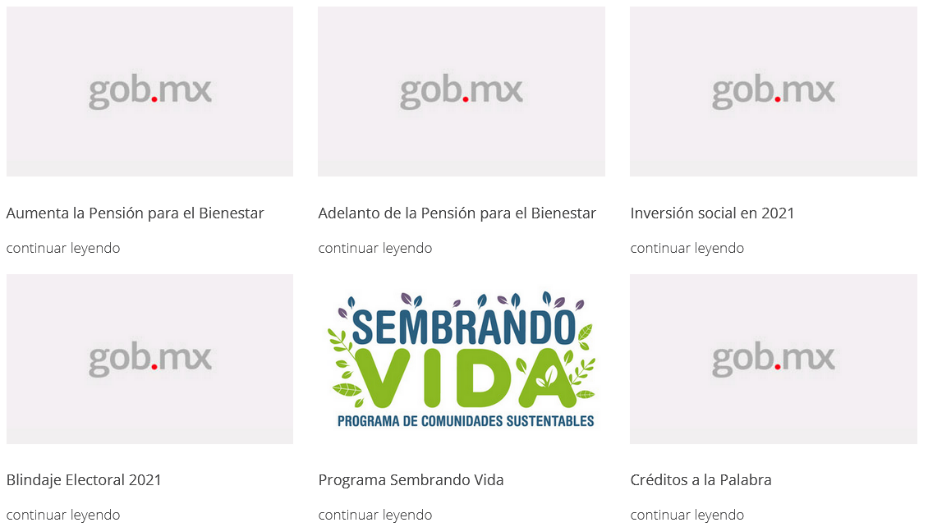 gob.mx
gob.mx
gob.mx
Aumenta la Pensión para el Bienestar
Adelanto de la Pensión para el Bienestar
Inversión social en 2021
continuar leyendo
continuar leyendo
continuar leyendo
gob.mx
SEMBRANDO
VIDA
PROGRAMA DE COMUNIDADES SUSTENTABLES
gob.mx
Blindaje Electoral 2021
Programa Sembrando Vida
Créditos a la Palabra
continuar leyendo
continuar leyendo
continuar leyendo